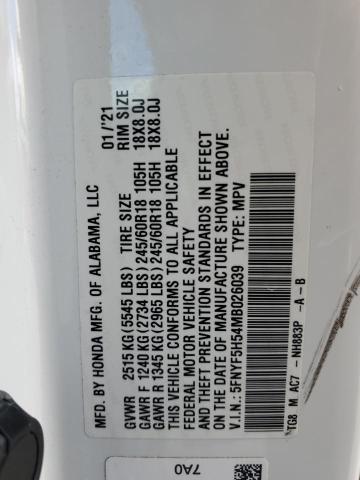 MFD. BY HONDA MFG. OF ALABAMA, LLC 01/'21
GVWR 2515 KG(5545 LBS) TIRE SIZE RIM SIZE
GAWR F 1240 KG(2734 LBS) 245/60R18 105H 18X8.0J
GAWR R 1345 KG(2965 LBS) 245/60R18 105H 18X8.0J
THIS VEHICLE CONFORMS TO ALL APPLICABLE
FEDERAL MOTOR VEHICLE SAFETY
AND THEFT PREVENTION STANDARDS IN EFFECT
ON THE DATE OF MANUFACTURE SHOWN ABOVE.
V.I.N.: 5FNYF5H54MB026039 TYPE: MPV
TG8 M AC7 - NH883P -A-B
7A0